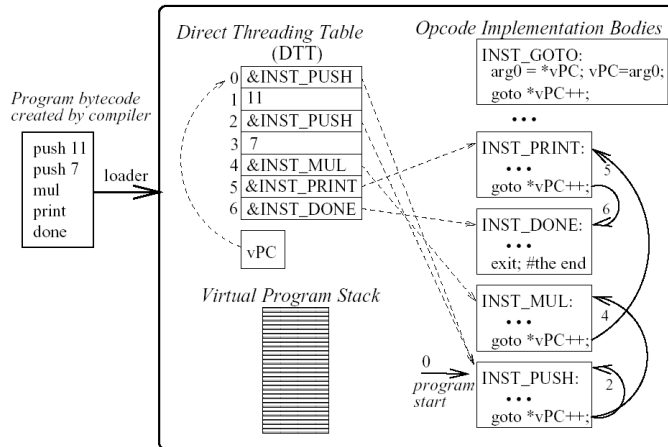 Direct Threading Table
(DTT)
Opcode Implementation Bodies
Program bytecode
created by compiler
push 11
push 7
mul
print
done
loader
0 &INST_PUSH
1 11
2 &INST_PUSH
3 7
4 &INST_MUL
5 &INST_PRINT
6 &INST_DONE
vPC
Virtual Program Stack
INST_GOTO:
arg0 = *vPC; vPC=arg0;
goto *vPC++;
•••
INST_PRINT:
•••
goto *vPC++;
5
6
INST_DONE:
•••
exit; #the end
INST_MUL:
•••
goto *vPC++;
4
0
program
start
INST_PUSH:
•••
goto *vPC++;
2